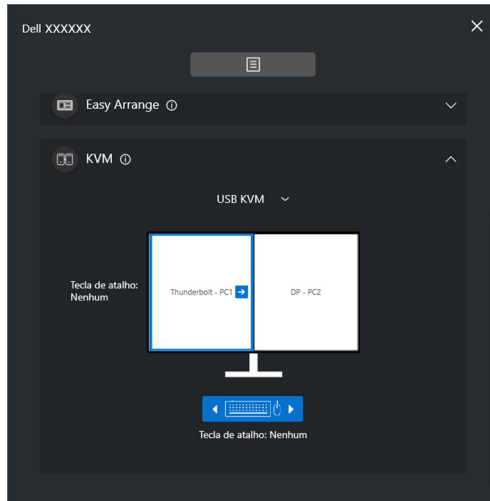 Dell XXXXXX
Easy Arrange
KVM
USB KVM
Tecla de atalho:
Nenhum
Thunderbolt - PC1
DP - PC2
Tecla de atalho: Nenhum